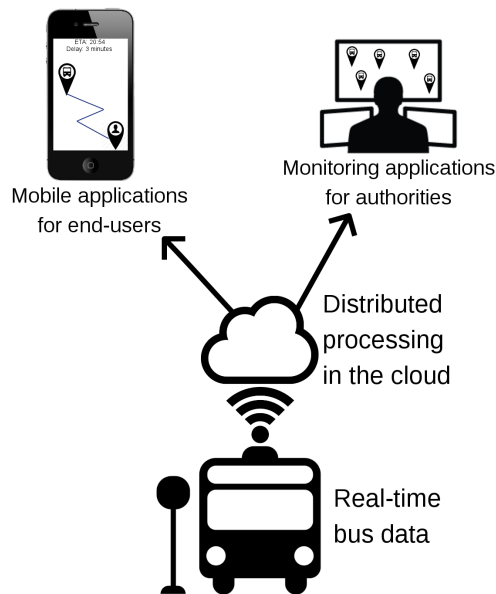 ETA: 20:54
Delay: 3 minutes
Mobile applications
for end-users
Monitoring applications
for authorities
Distributed
processing
in the cloud
Real-time
bus data